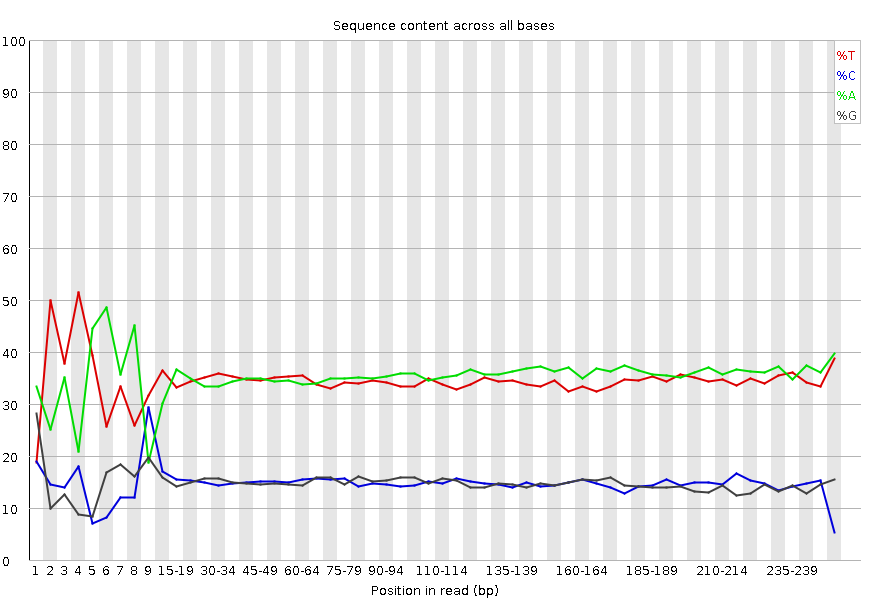 Sequence content across all bases
100
90
80
70
60
50
40
30
20
10
0
%T
%C
%A
%G
1 2 3 4 5 6 7 8 9 15-19 30-34 45-49 60-64 75-79 90-94 110-114 135-139 160-164 185-189 210-214 235-239
Position in read (bp)